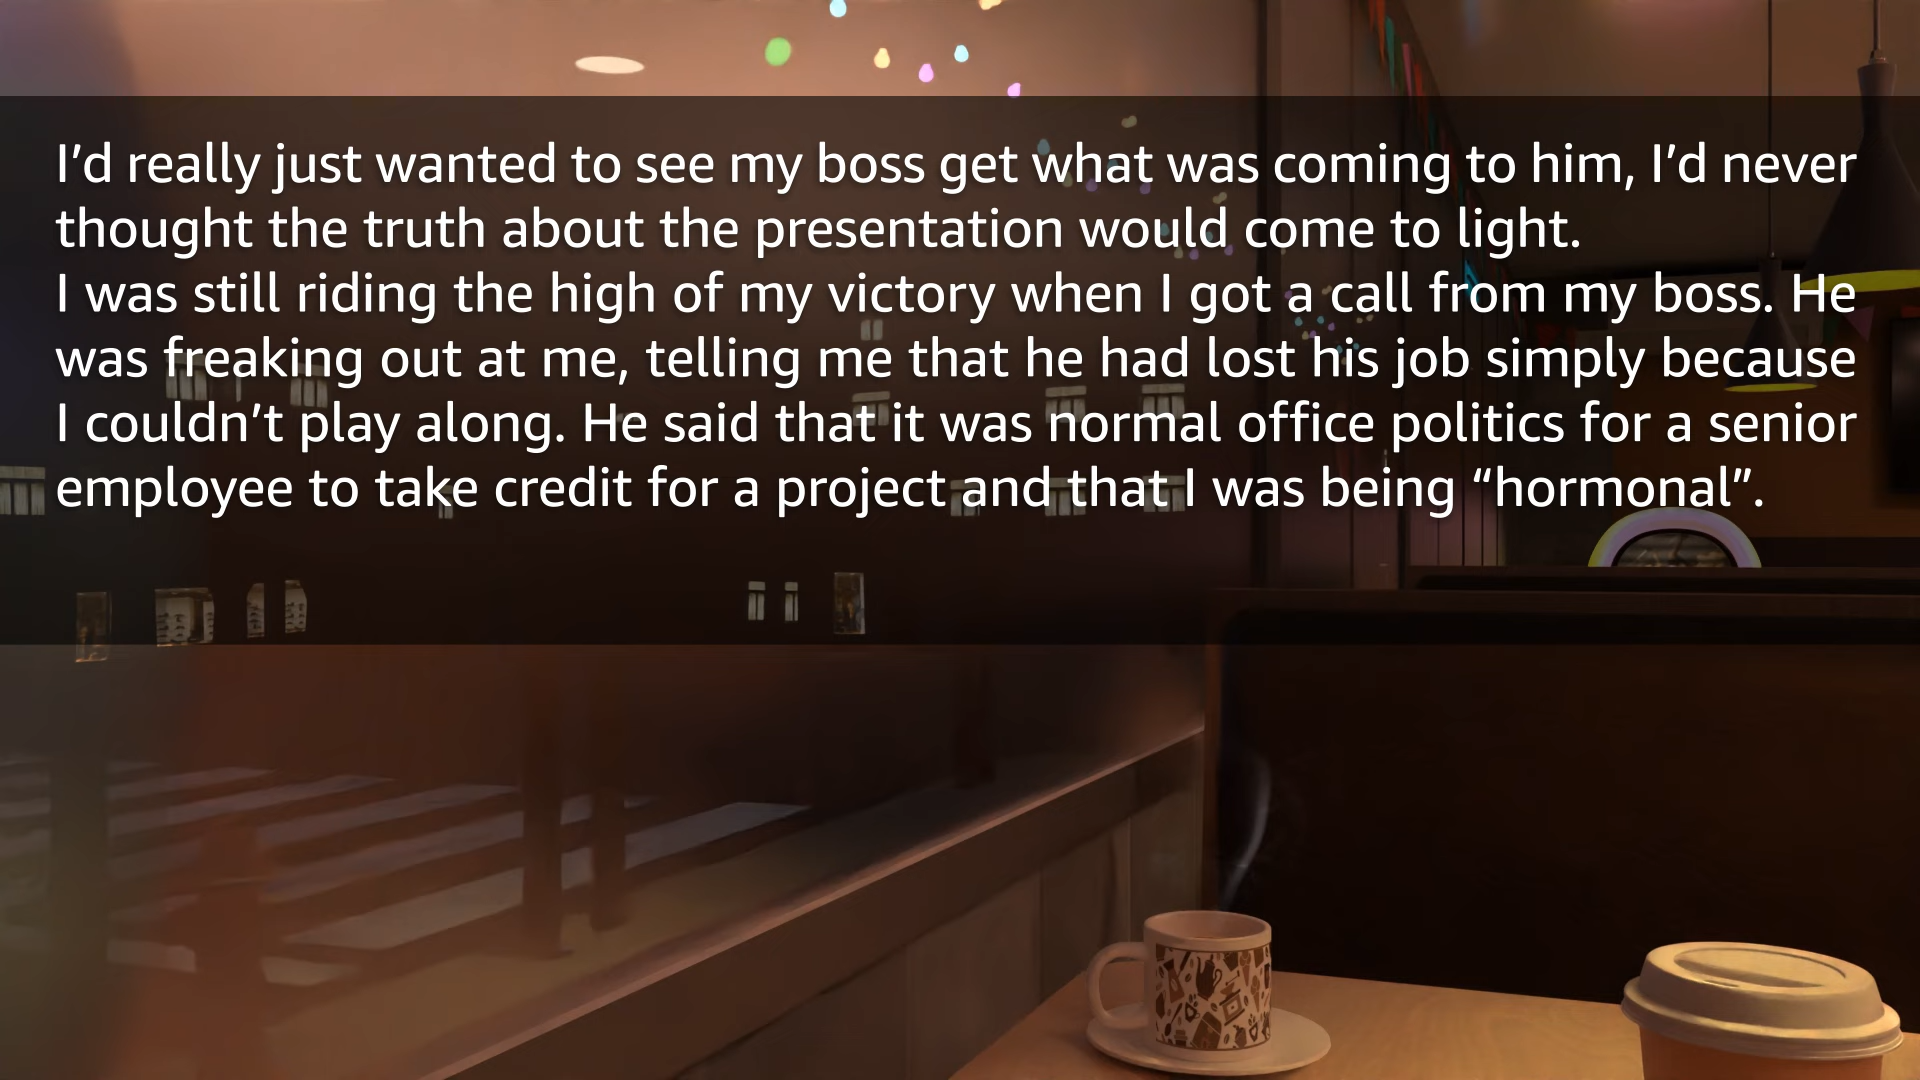 I’d really just wanted to see my boss get what was coming to him, I’d never
thought the truth about the presentation would come to light.
I was still riding the high of my victory when I got a call from my boss. He
was freaking out at me, telling me that he had lost his job simply because
I couldn’t play along. He said that it was normal office politics for a senior
employee to take credit for a project and that I was being “hormonal”.